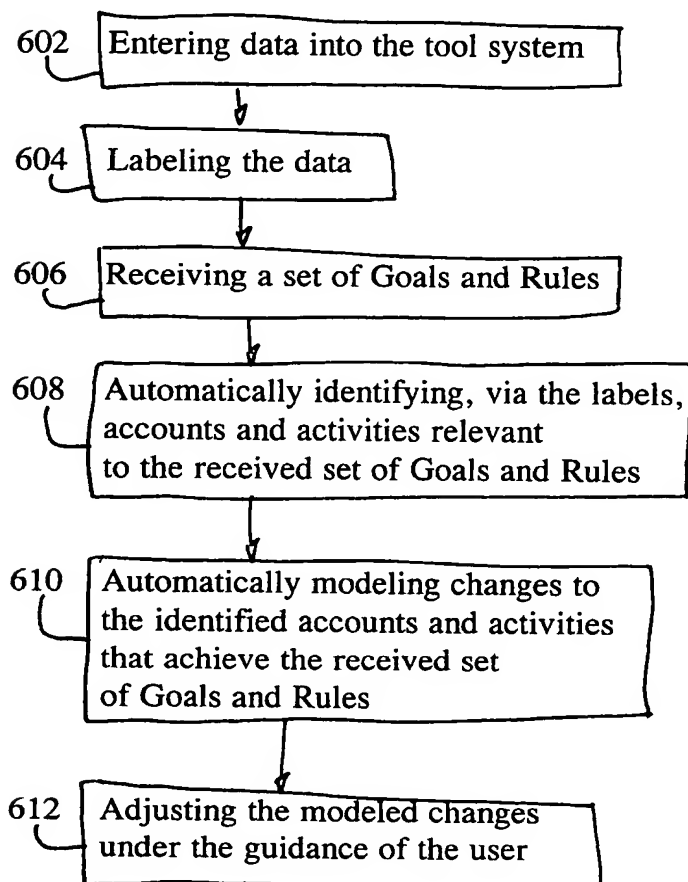 602 Entering data into the tool system
604 Labeling the data
606 Receiving a set of Goals and Rules
608 Automatically identifying, via the labels,
accounts and activities relevant
to the received set of Goals and Rules
610 Automatically modeling changes to
the identified accounts and activities
that achieve the received set
of Goals and Rules
612 Adjusting the modeled changes
under the guidance of the user